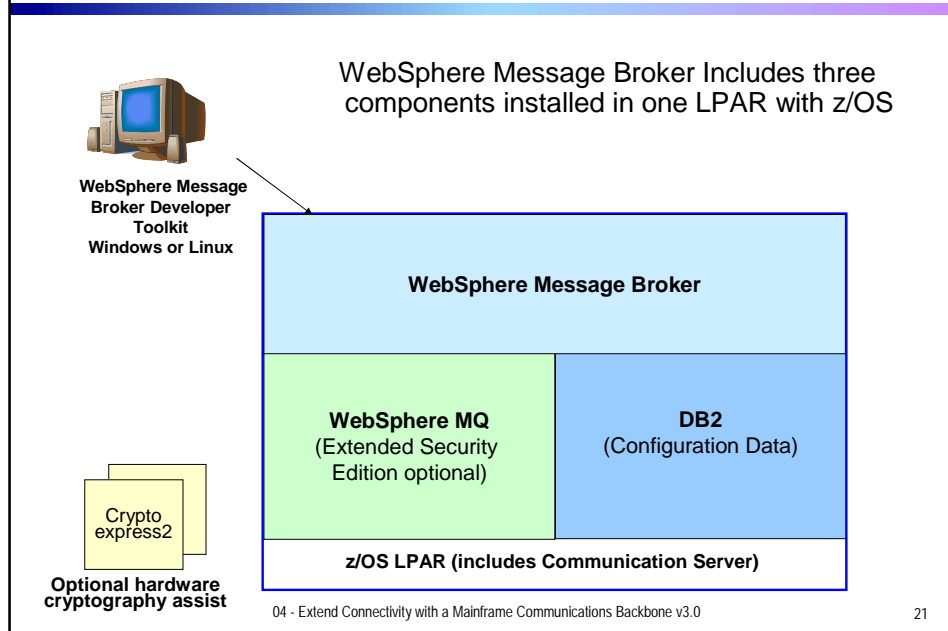 WebSphere Message Broker Includes three
components installed in one LPAR with z/OS
WebSphere Message
Broker Developer
Toolkit
Windows or Linux
WebSphere Message Broker
WebSphere MQ
(Extended Security
Edition optional)
DB2
(Configuration Data)
z/OS LPAR (includes Communication Server)
Crypto
express2
Optional hardware
cryptography assist
04 - Extend Connectivity with a Mainframe Communications Backbone v3.0
21